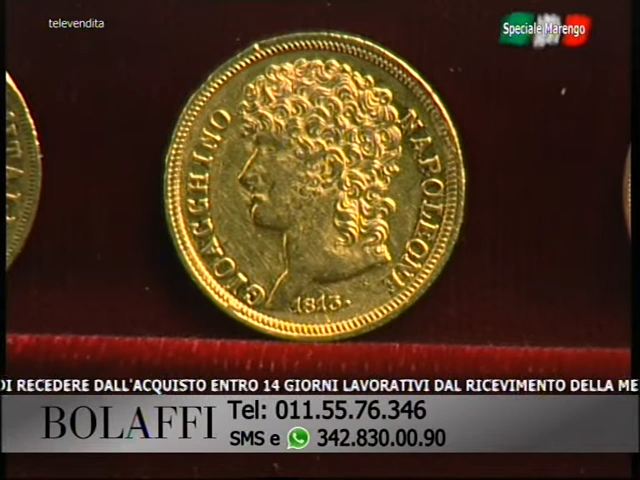 televendita
Speciale Marengo
GIOACCHINO NAPOLEONE
1813.
DI RECEDERE DALL'ACQUISTO ENTRO 14 GIORNI LAVORATIVI DAL RICEVIMENTO DELLA ME
BOLAFFI
Tel: 011.55.76.346
SMS e 342.830.00.90